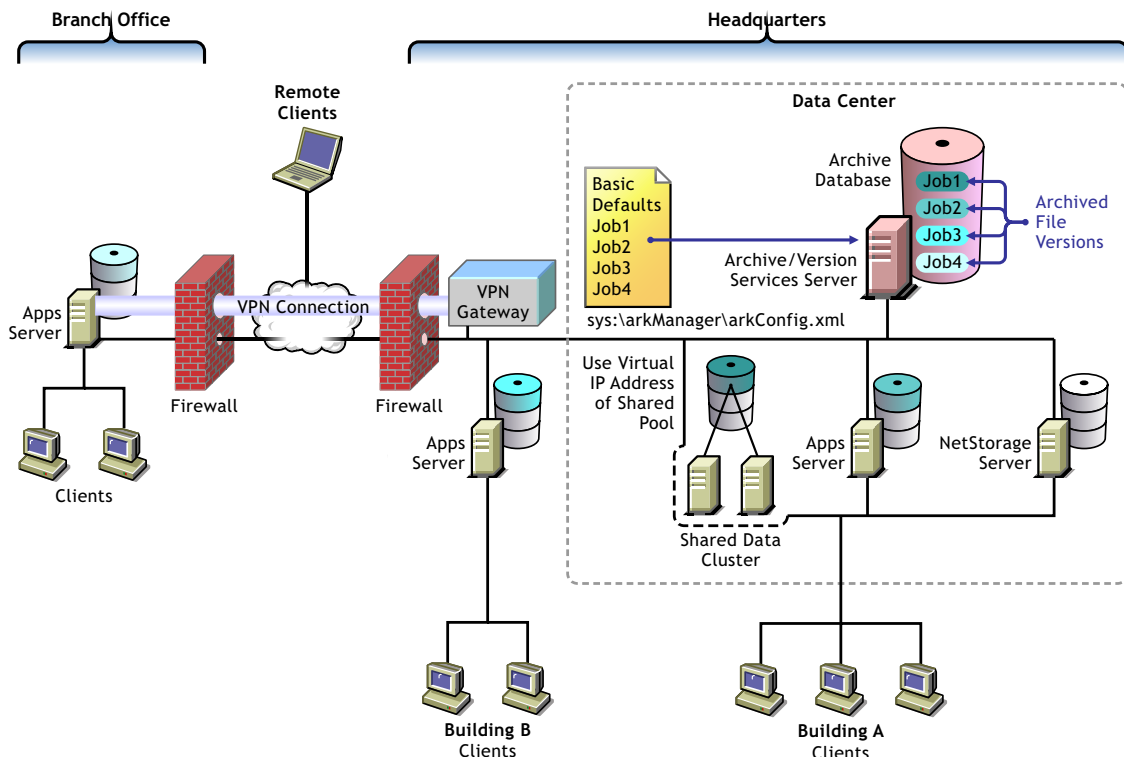 Branch Office
Headquarters
Remote
Clients
Data Center
Archive
Database
Basic
Defaults
Job1
Job2
Job3
Job4
Job1
Job2
Job3
Job4
Archived
File
Versions
Archive/Version
Services Server
sys:\arkManager\arkConfig.xml
Apps
Server
VPN Connection
VPN
Gateway
Firewall
Firewall
Use Virtual
IP Address
of Shared
Pool
Apps
Server
Apps
Server
NetStorage
Server
Clients
Shared Data
Cluster
Building B
Clients
Building A
Clients